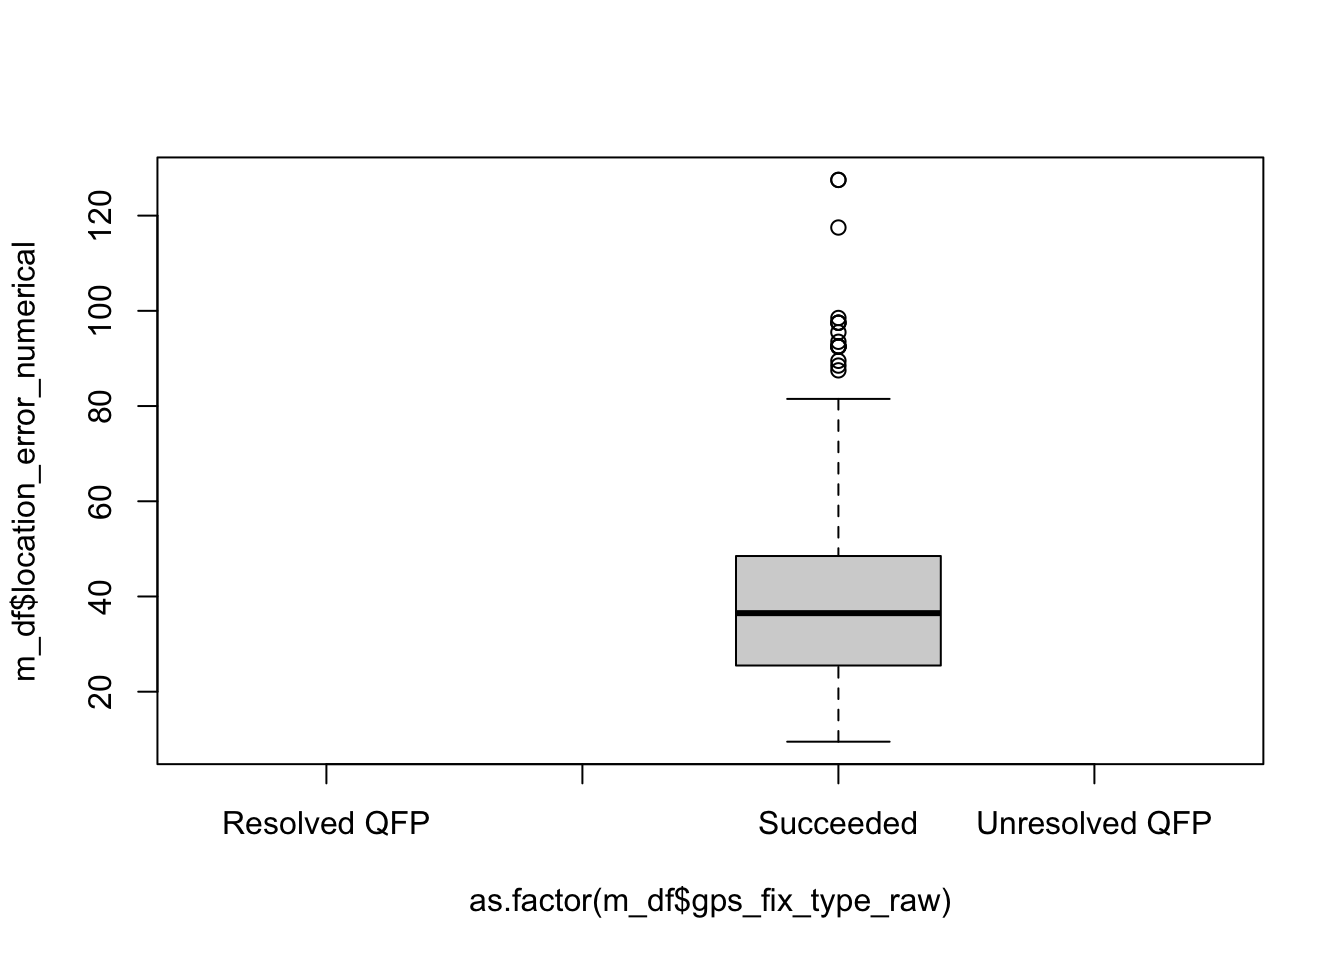 m_df$location_error_numerical
120
100
80
60
40
20
Resolved QFP
Succeeded
Unresolved QFP
as.factor(m_df$gps_fix_type_raw)